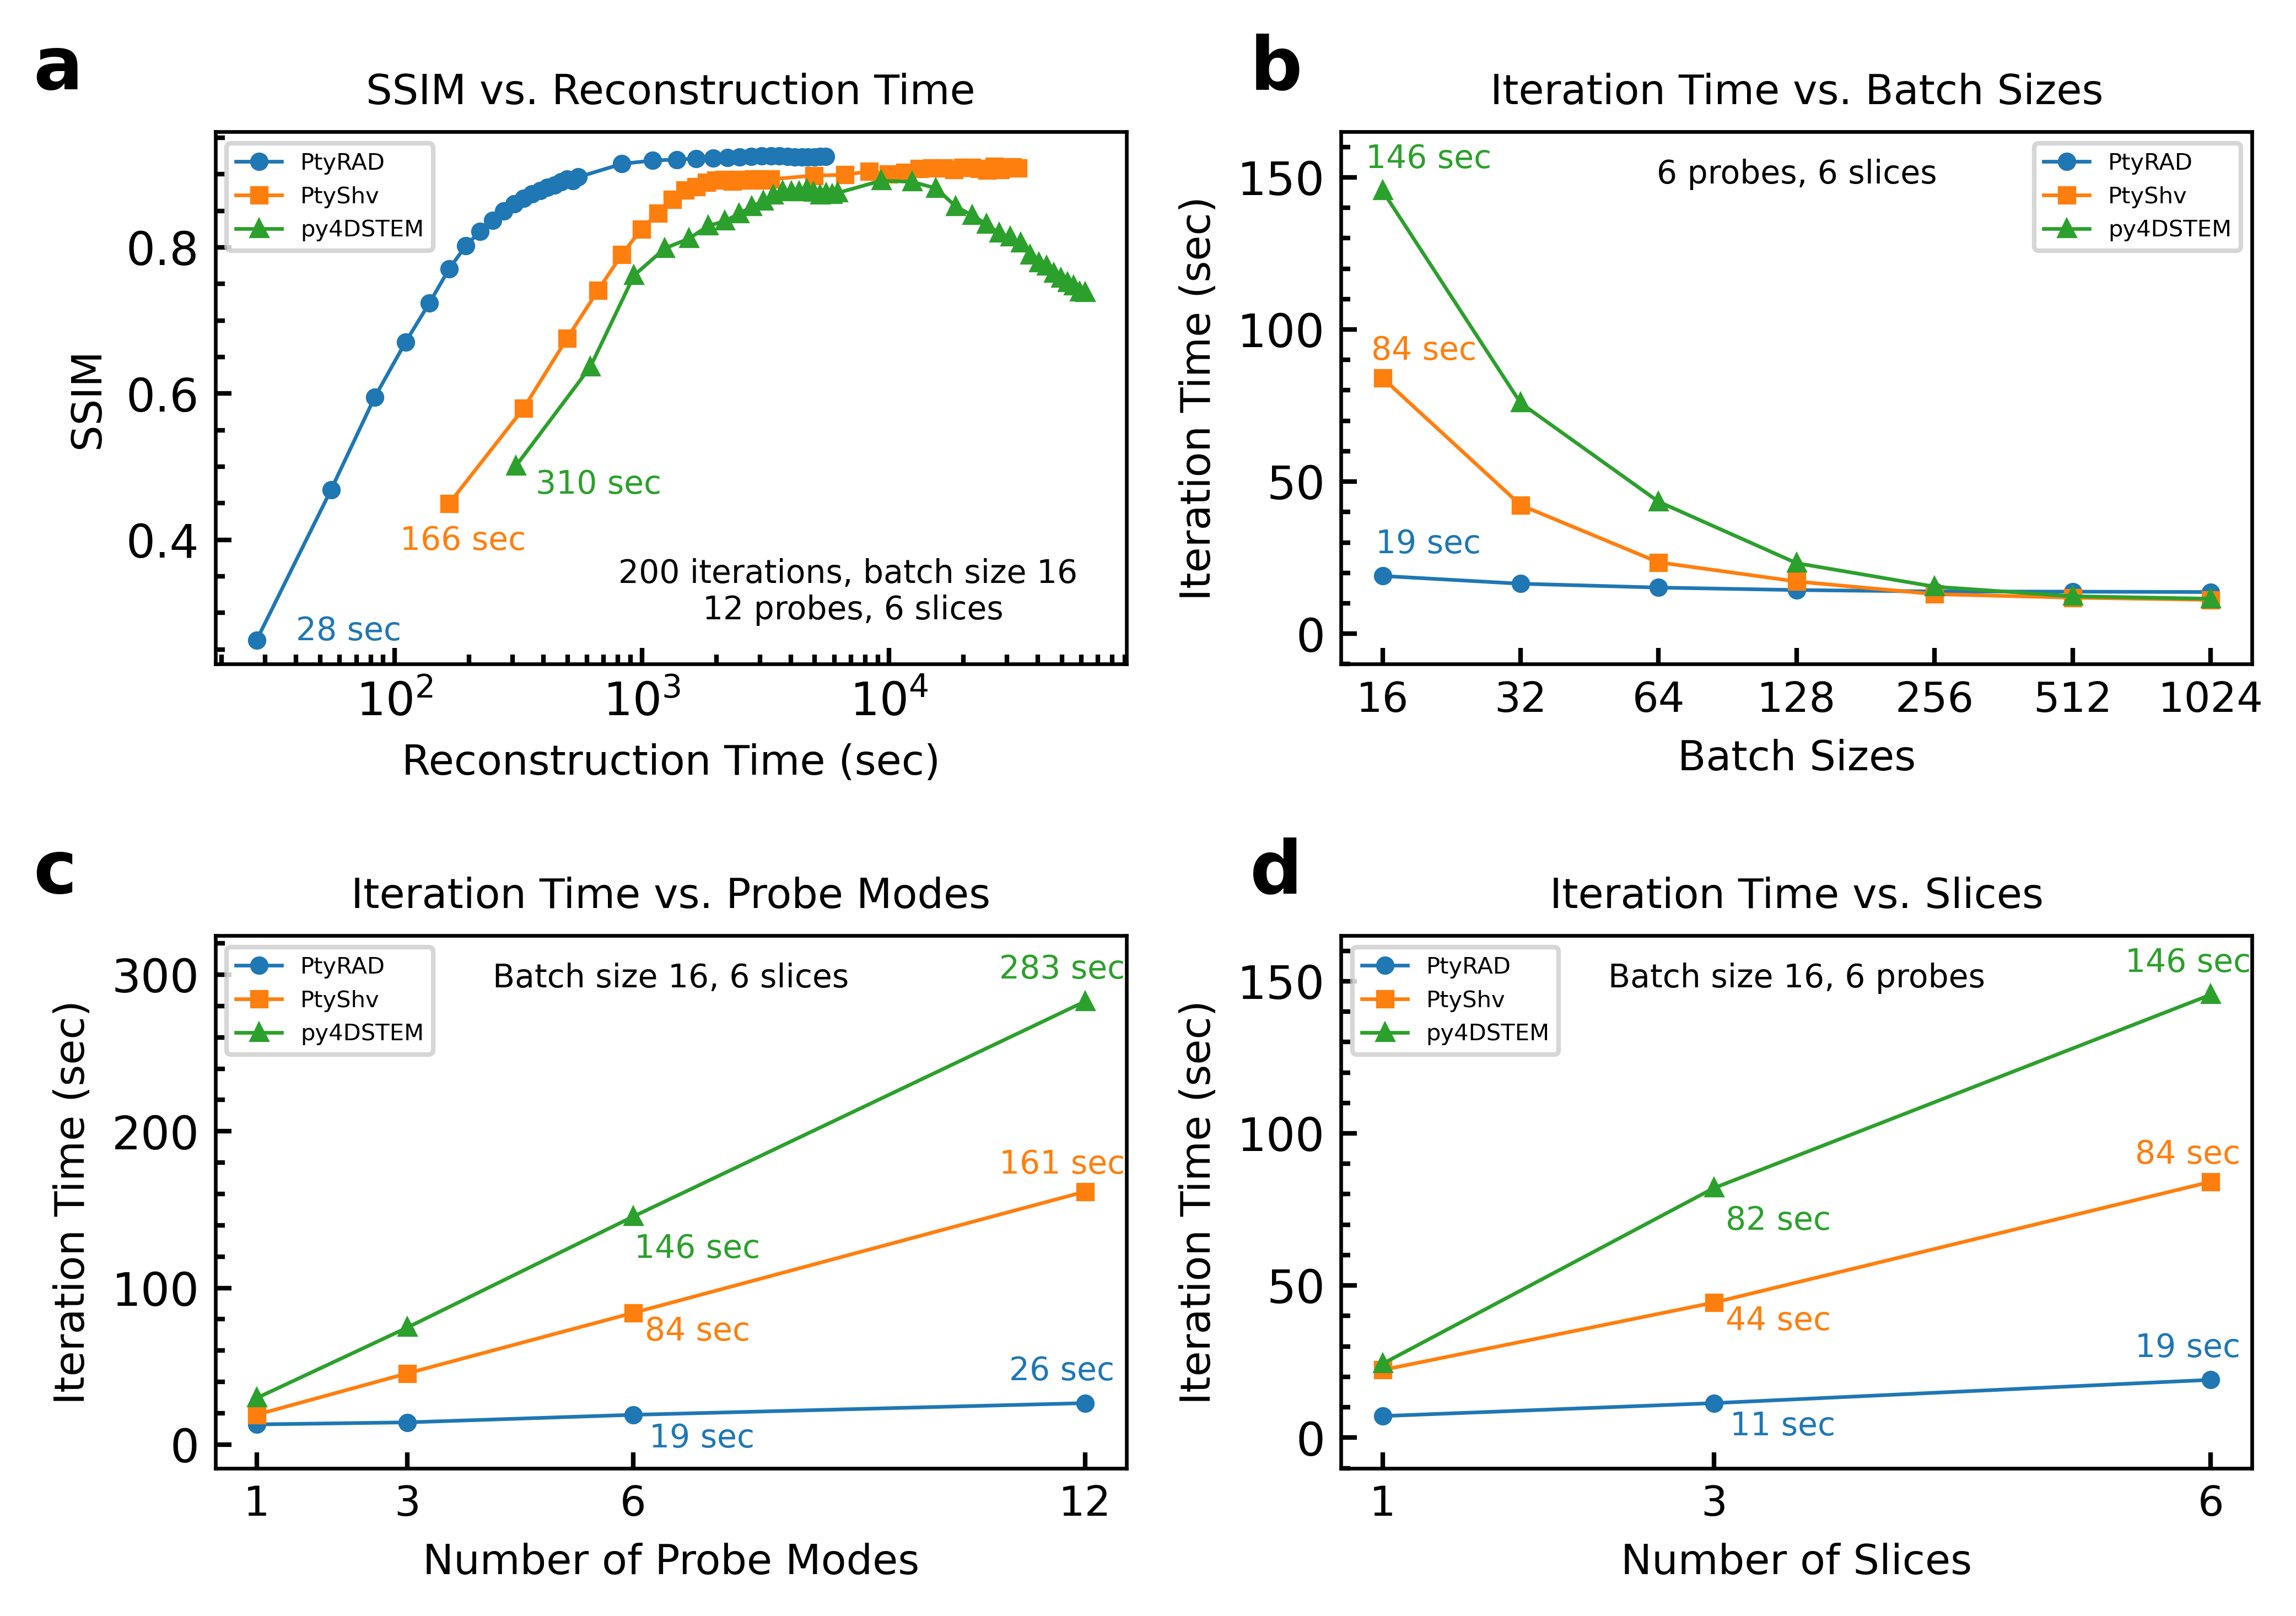 a
SSIM vs. Reconstruction Time
PtyRAD
PtyShv
py4DSTEM
0.8
0.6
0.4
SSIM
310 sec
166 sec
28 sec
200 iterations, batch size 16
12 probes, 6 slices
10²
10³
10⁴
Reconstruction Time (sec)
b
Iteration Time vs. Batch Sizes
146 sec
6 probes, 6 slices
PtyRAD
PtyShv
py4DSTEM
84 sec
19 sec
150
100
50
0
Iteration Time (sec)
16 32 64 128 256 512 1024
Batch Sizes
c
Iteration Time vs. Probe Modes
PtyRAD
PtyShv
py4DSTEM
Batch size 16, 6 slices
283 sec
161 sec
146 sec
84 sec
26 sec
19 sec
300
200
100
0
Iteration Time (sec)
1 3 6 12
Number of Probe Modes
d
Iteration Time vs. Slices
PtyRAD
PtyShv
py4DSTEM
Batch size 16, 6 probes
146 sec
84 sec
82 sec
44 sec
19 sec
11 sec
150
100
50
0
Iteration Time (sec)
1 3 6
Number of Slices